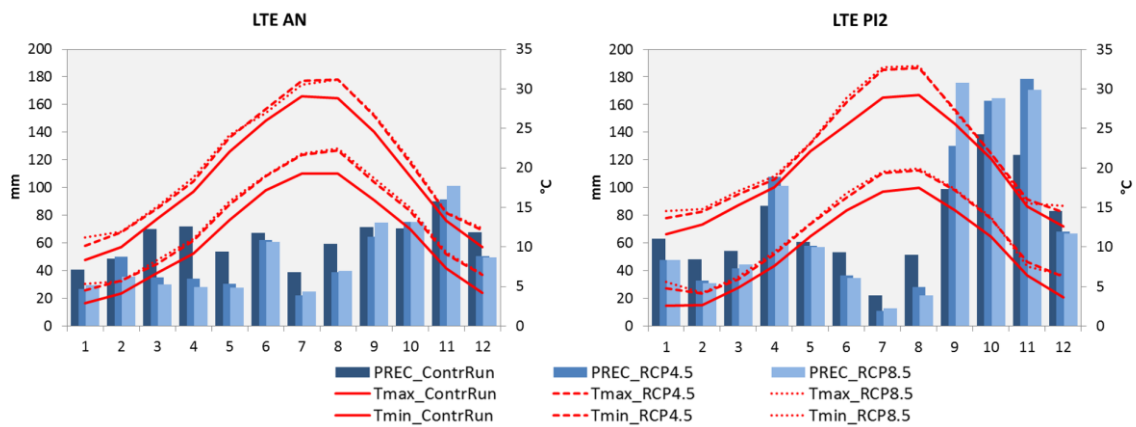 LTE AN
LTE PI2
200 35 200 35
180 30 180 30
160 25 160 25
140 20 140 20
120 15 120 15
100 10 100 10
80 5 80 5
60 0 60 0
40 40
20 20
0 0
mm °C mm °C
1 2 3 4 5 6 7 8 9 10 11 12 1 2 3 4 5 6 7 8 9 10 11 12
PREC_ContrRun PREC_RCP4.5 PREC_RCP8.5
Tmax_ContrRun Tmax_RCP4.5 Tmax_RCP8.5
Tmin_ContrRun Tmin_RCP4.5 Tmin_RCP8.5